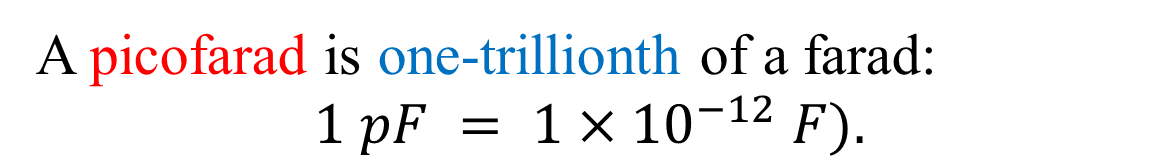 A picofarad is one-trillionth of a farad:
1 pF = 1 × 10⁻¹² F).